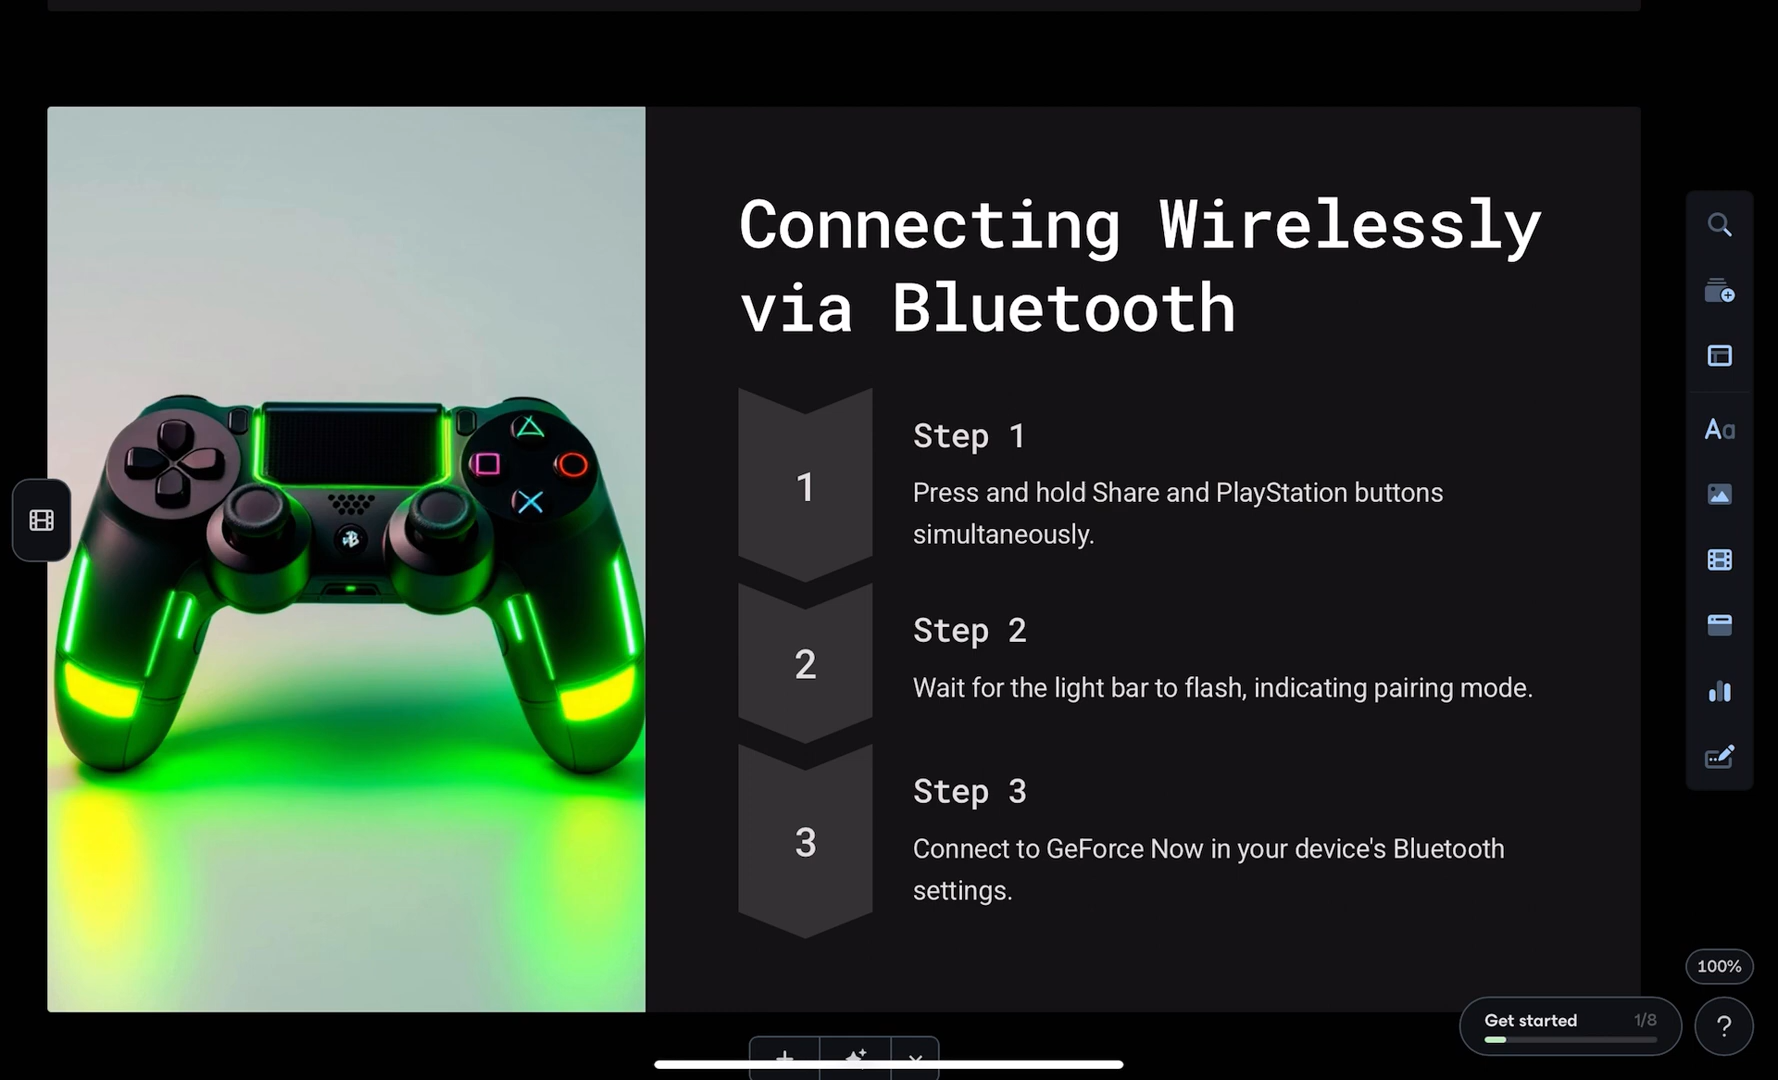 Connecting Wirelessly
via Bluetooth
1
Step 1
Press and hold Share and PlayStation buttons
simultaneously.
2
Step 2
Wait for the light bar to flash, indicating pairing mode.
3
Step 3
Connect to GeForce Now in your device's Bluetooth
settings.
Aa
100%
Get started 1/8
?